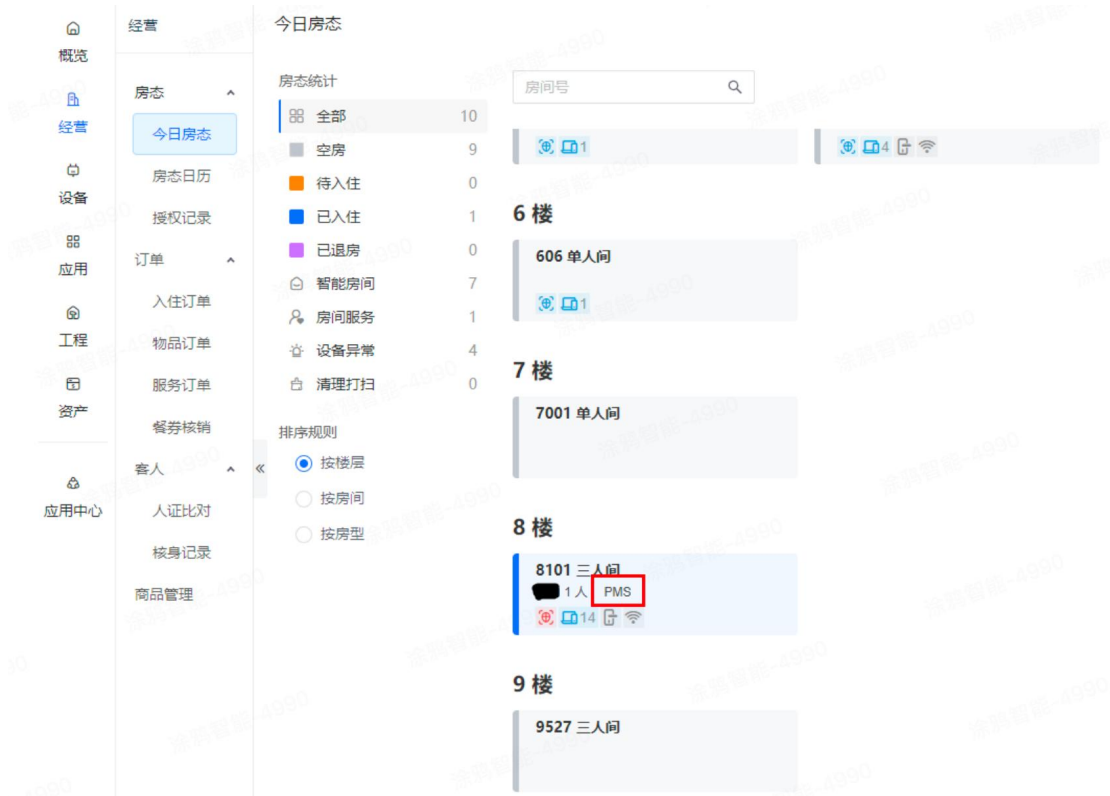 概览
经营
设备
应用
工程
资产
应用中心
经营
房态
今日房态
房态日历
授权记录
订单
入住订单
物品订单
服务订单
餐券核销
客人
人证比对
核身记录
商品管理
今日房态
房态统计
全部 10
空房 9
待入住 0
已入住 1
已退房 0
智能房间 7
房间服务 1
设备异常 4
清理打扫 0
排序规则
按楼层
按房间
按房型
房间号
1
4
6 楼
606 单人间
1
7 楼
7001 单人间
8 楼
8101 三人间
1 人 PMS
14
9 楼
9527 三人间
涂鸦智能-4990